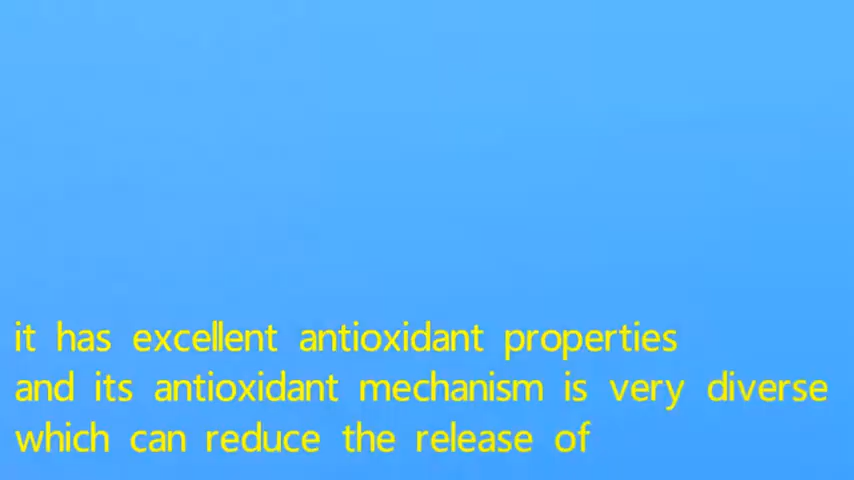 it has excellent antioxidant properties
and its antioxidant mechanism is very diverse
which can reduce the release of